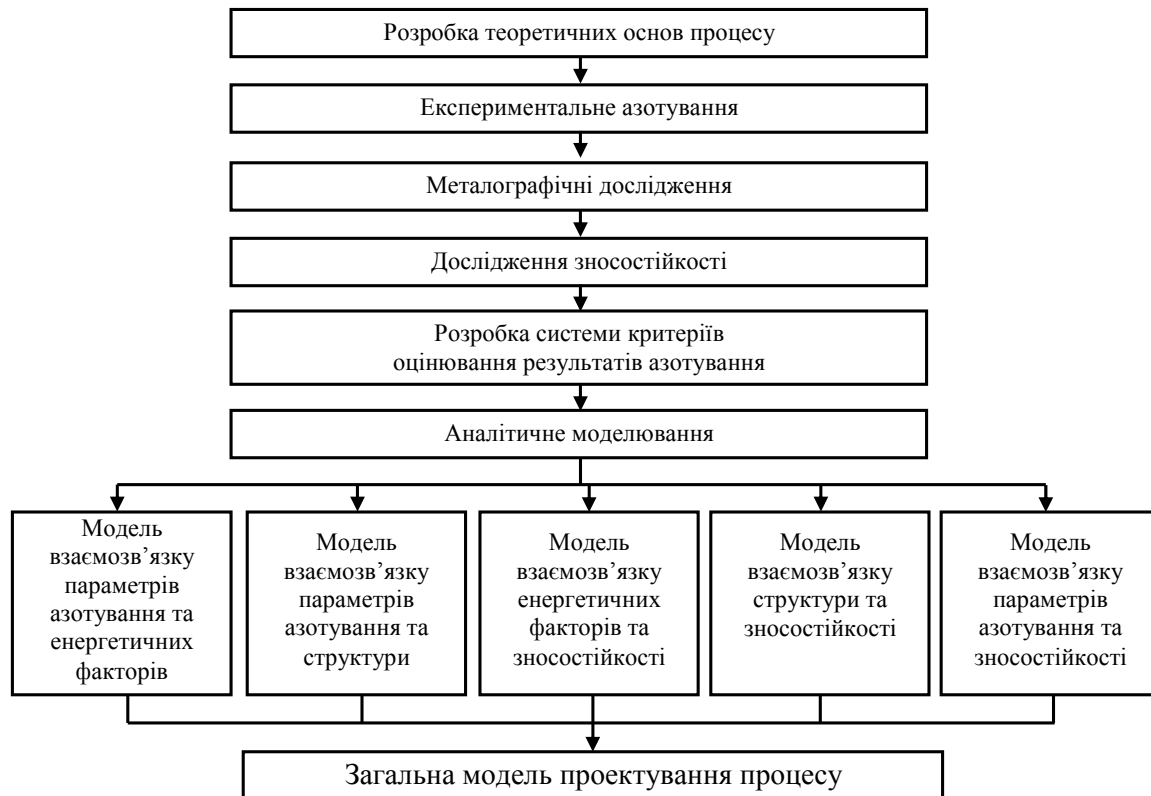 Розробка теоретичних основ процесу
Експериментальне азотування
Металографічні дослідження
Дослідження зносостійкості
Розробка системи критеріїв
оцінювання результатів азотування
Аналітичне моделювання
Модель
взаємозв’язку
параметрів
азотування та
енергетичних
факторів
Модель
взаємозв’язку
параметрів
азотування та
структури
Модель
взаємозв’язку
енергетичних
факторів та
зносостійкості
Модель
взаємозв’язку
структури та
зносостійкості
Модель
взаємозв’язку
параметрів
азотування та
зносостійкості
Загальна модель проектування процесу